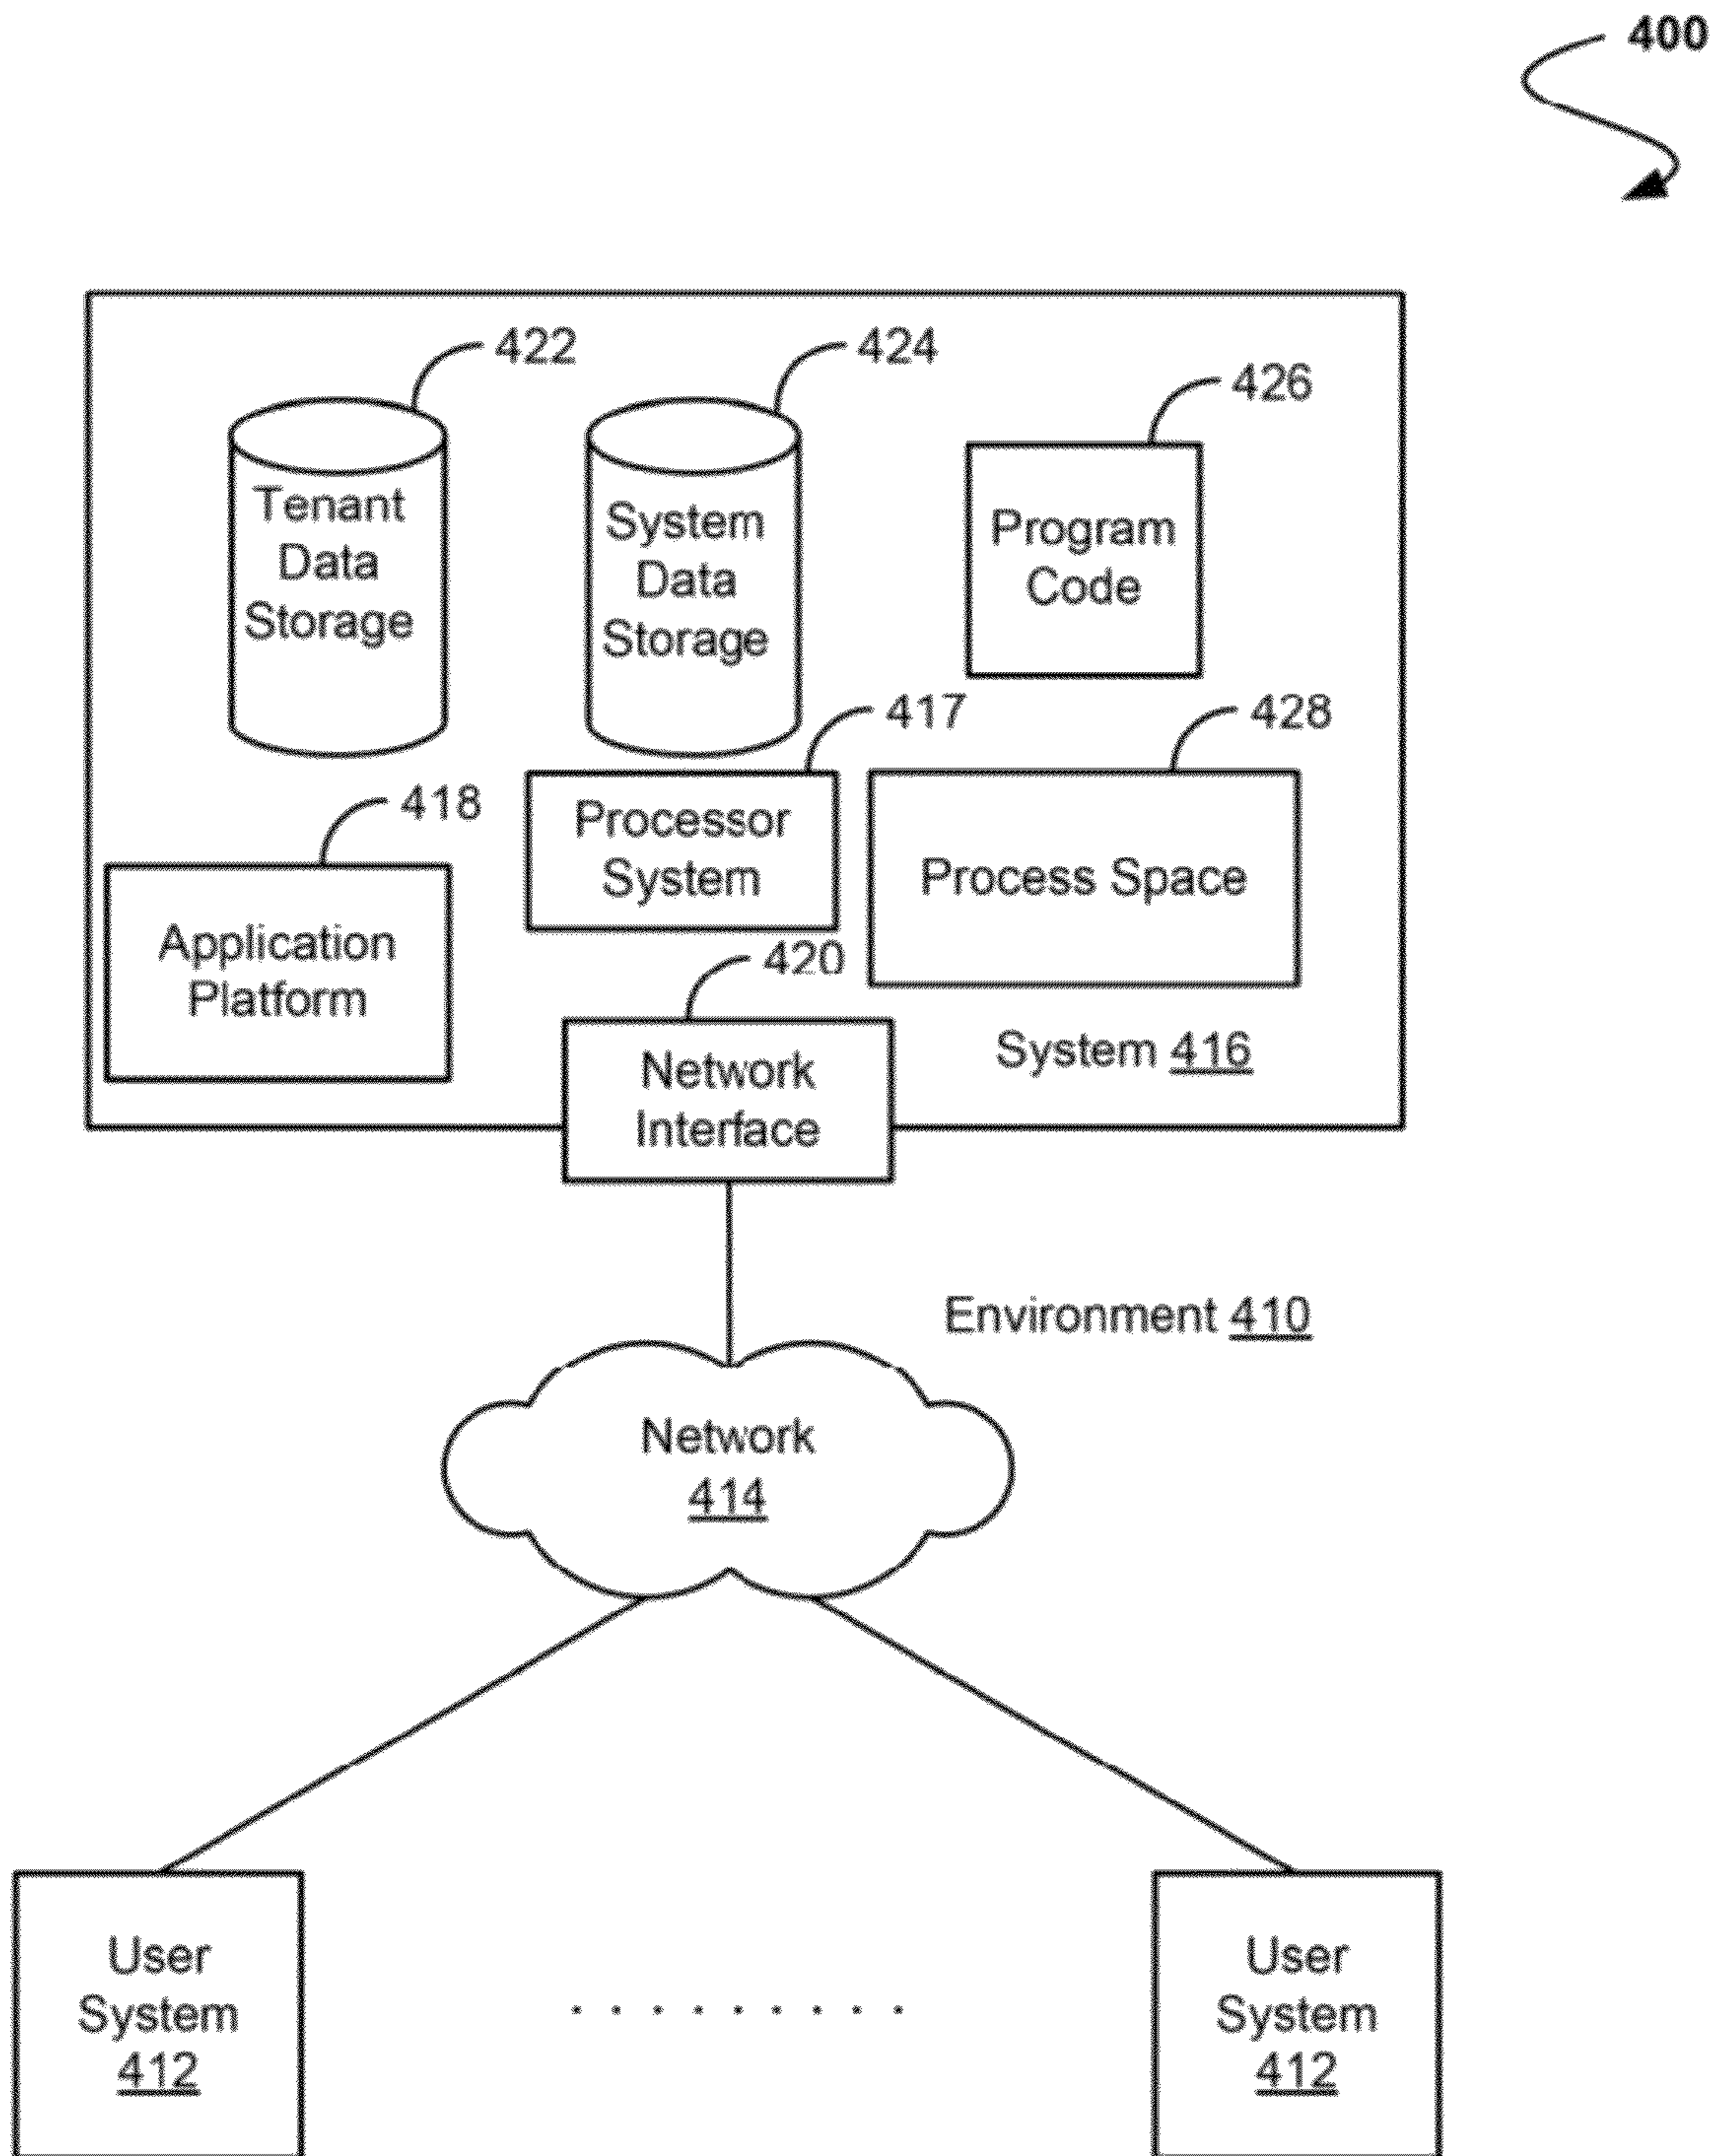 400
422
424
426
Tenant
Data
Storage
System
Data
Storage
Program
Code
417
428
418
Processor
System
Process Space
Application
Platform
420
Network
Interface
System 416
Environment 410
Network
414
User
System
412
. . . . . . . . .
User
System
412